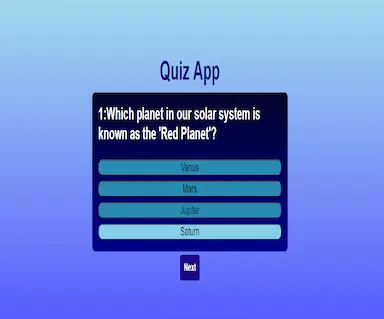 Quiz App
1:Which planet in our solar system is
known as the 'Red Planet'?
Venus
Mars
Jupiter
Saturn
Next